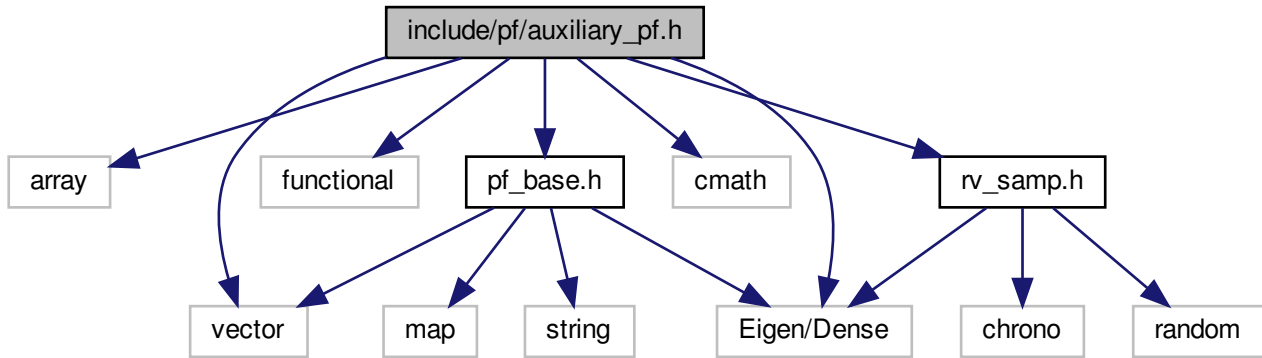 include/pf/auxiliary_pf.h
array
functional
pf_base.h
cmath
rv_samp.h
vector
map
string
Eigen/Dense
chrono
random